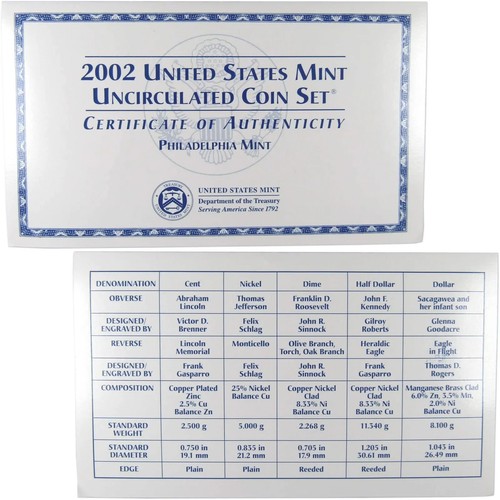 2002 UNITED STATES MINT
UNCIRCULATED COIN SET®
CERTIFICATE OF AUTHENTICITY
PHILADELPHIA MINT
UNITED STATES MINT
Department of the Treasury
Serving America Since 1792
DENOMINATION Cent Nickel Dime Half Dollar Dollar
OBVERSE Abraham Thomas Franklin D. John F. Sacagawea and
Lincoln Jefferson Roosevelt Kennedy her infant son
DESIGNED/ Victor D. Felix John R. Gilroy Glenna
ENGRAVED BY Brenner Schlag Sinnock Roberts Goodacre
REVERSE Lincoln Monticello Olive Branch, Heraldic Eagle
Memorial Torch, Oak Branch Eagle in Flight
DESIGNED/ Frank Felix John R. Frank Thomas D.
ENGRAVED BY Gasparro Schlag Sinnock Gasparro Rogers
COMPOSITION Copper Plated 25% Nickel Copper Nickel Copper Nickel Manganese Brass Clad
Zinc Balance Cu Clad Clad 6.0% Zn, 3.5% Mn,
2.5% Cu 8.33% Ni 8.33% Ni 2.0% Ni
Balance Zn Balance Cu Balance Cu Balance Cu
STANDARD 2.500 g 5.000 g 2.268 g 11.340 g 8.100 g
WEIGHT
STANDARD 0.750 in 0.835 in 0.705 in 1.205 in 1.043 in
DIAMETER 19.1 mm 21.2 mm 17.9 mm 30.61 mm 26.49 mm
EDGE Plain Plain Reeded Reeded Plain